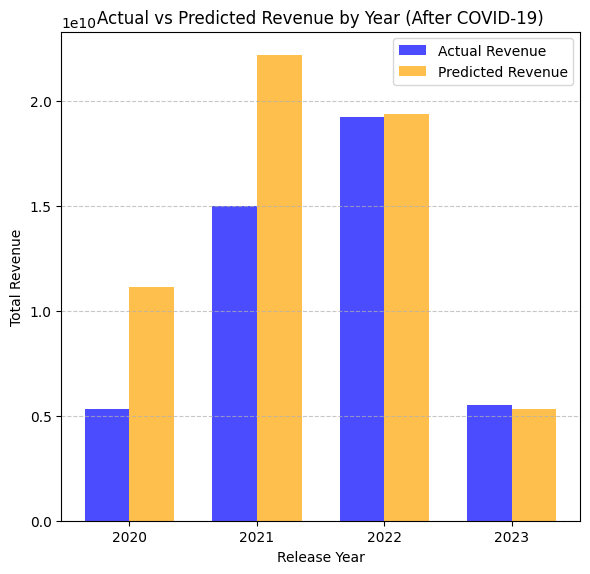 Actual vs Predicted Revenue by Year (After COVID-19)
1e10
Actual Revenue
Predicted Revenue
2.0
1.5
1.0
0.5
0.0
Total Revenue
2020 2021 2022 2023
Release Year